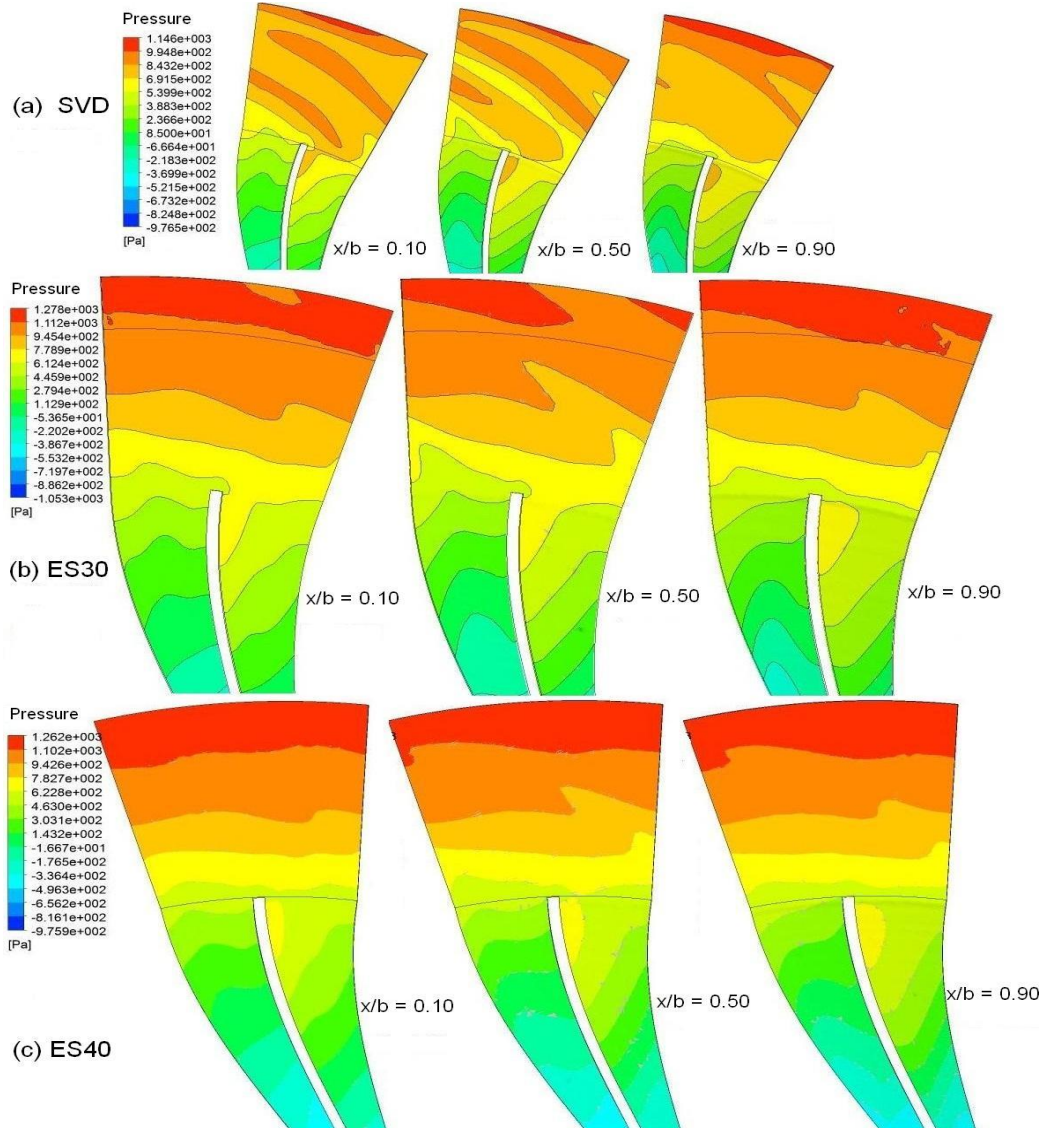 Pressure
1.146e+003
9.948e+002
8.432e+002
6.915e+002
5.399e+002
3.883e+002
2.366e+002
8.500e+001
-6.664e+001
-2.183e+002
-3.699e+002
-5.215e+002
-6.732e+002
-8.248e+002
-9.765e+002
[Pa]
(a) SVD
x/b = 0.10
x/b = 0.50
x/b = 0.90
Pressure
1.278e+003
1.112e+003
9.454e+002
7.789e+002
6.124e+002
4.459e+002
2.794e+002
1.129e+002
-5.365e+001
-2.202e+002
-3.867e+002
-5.532e+002
-7.197e+002
-8.862e+002
-1.053e+003
[Pa]
(b) ES30
x/b = 0.10
x/b = 0.50
x/b = 0.90
Pressure
1.262e+003
1.102e+003
9.426e+002
7.827e+002
6.228e+002
4.630e+002
3.031e+002
1.432e+002
-1.667e+001
-1.765e+002
-3.364e+002
-4.963e+002
-6.562e+002
-8.161e+002
-9.759e+002
[Pa]
(c) ES40
x/b = 0.10
x/b = 0.50
x/b = 0.90